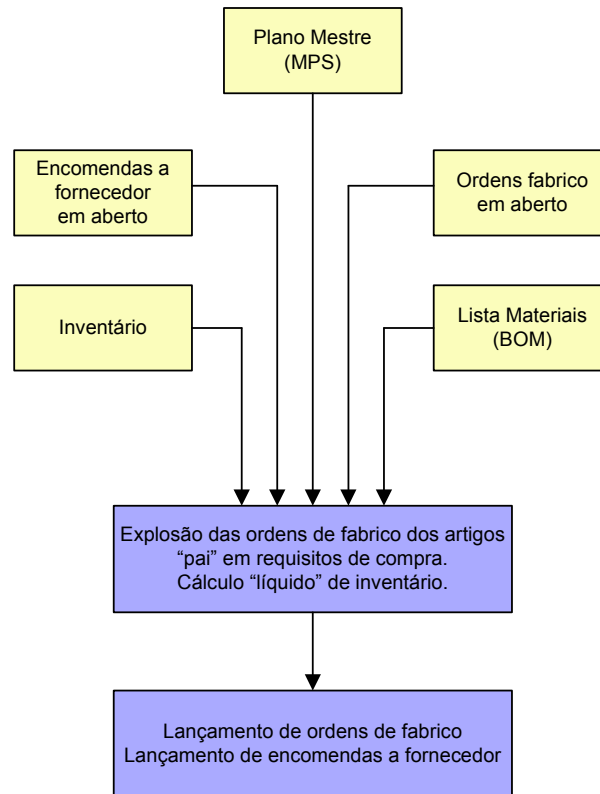 Plano Mestre
(MPS)
Encomendas a
fornecedor
em aberto
Ordens fabrico
em aberto
Inventário
Lista Materiais
(BOM)
Explosão das ordens de fabrico dos artigos
“pai” em requisitos de compra.
Cálculo “líquido” de inventário.
Lançamento de ordens de fabrico
Lançamento de encomendas a fornecedor